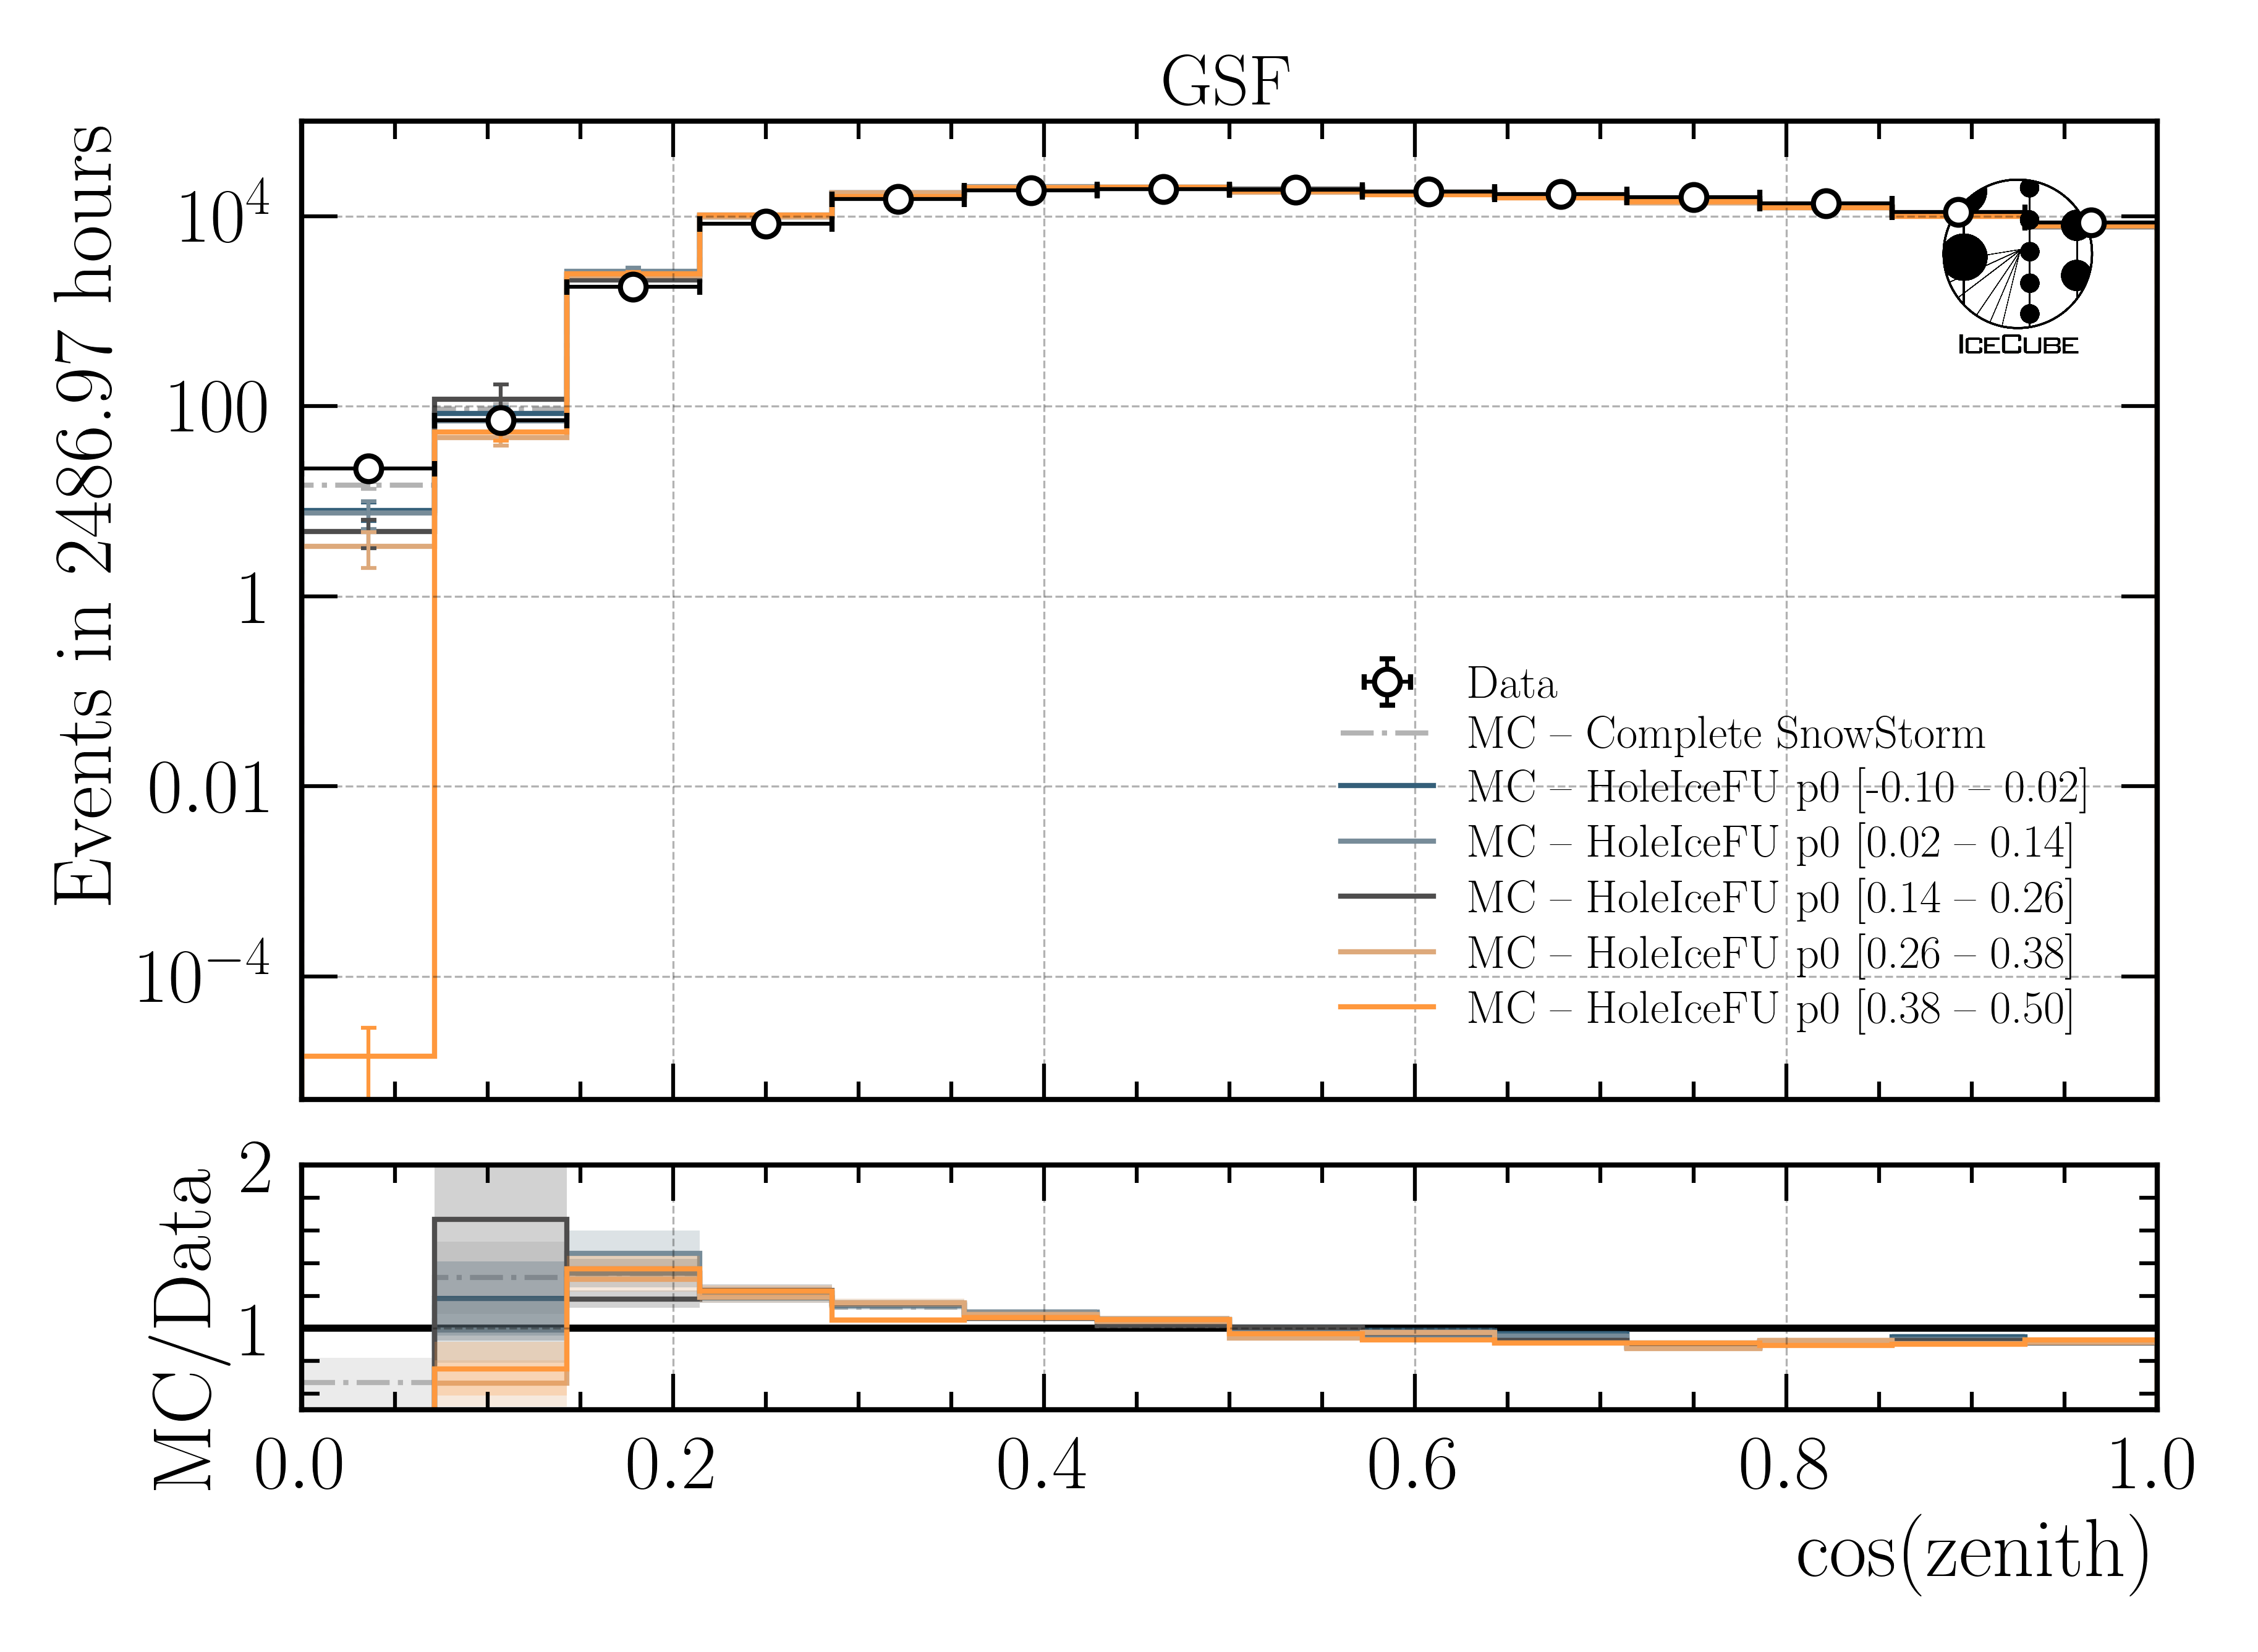 GSF
Events in 2486.97 hours
10⁴
100
1
0.01
10⁻⁴
ICECUBE
Data
MC – Complete SnowStorm
MC – HoleIceFU p0 [-0.10 – 0.02]
MC – HoleIceFU p0 [0.02 – 0.14]
MC – HoleIceFU p0 [0.14 – 0.26]
MC – HoleIceFU p0 [0.26 – 0.38]
MC – HoleIceFU p0 [0.38 – 0.50]
MC/Data
2
1
0.0 0.2 0.4 0.6 0.8 1.0
cos(zenith)